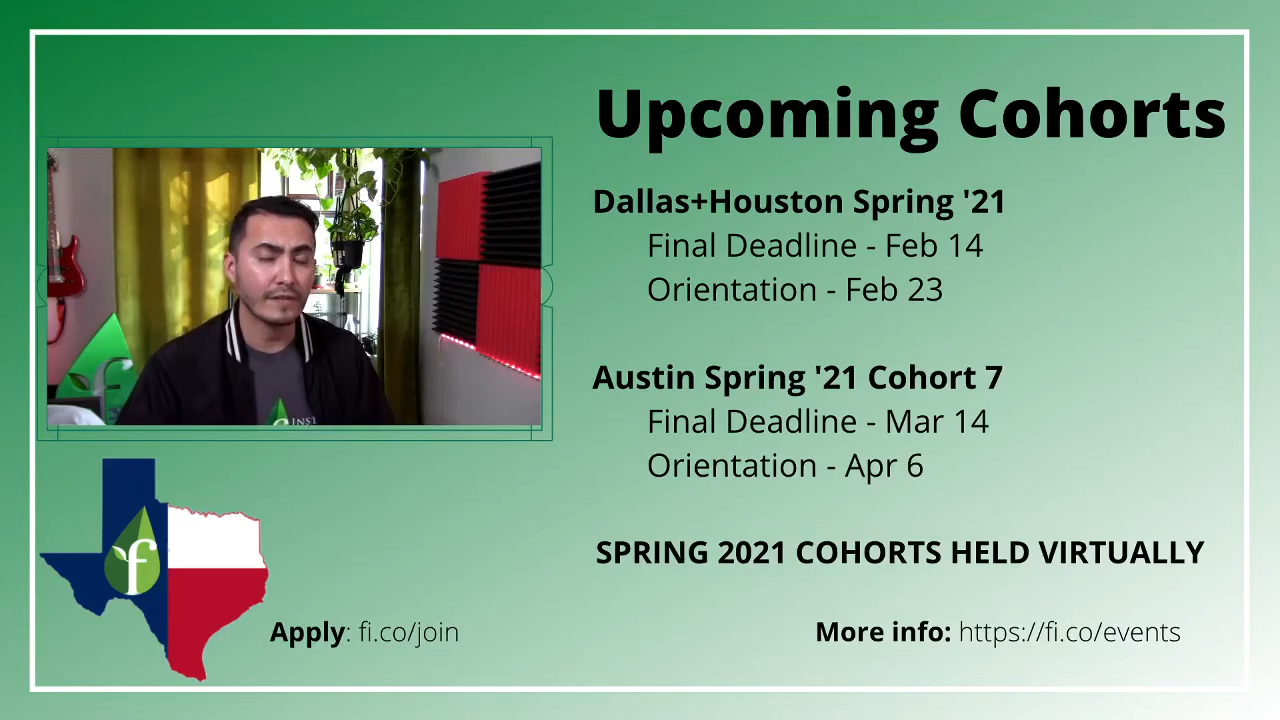 Upcoming Cohorts
Dallas+Houston Spring '21
Final Deadline - Feb 14
Orientation - Feb 23
Austin Spring '21 Cohort 7
Final Deadline - Mar 14
Orientation - Apr 6
SPRING 2021 COHORTS HELD VIRTUALLY
f
f
Apply: fi.co/join
More info: https://fi.co/events